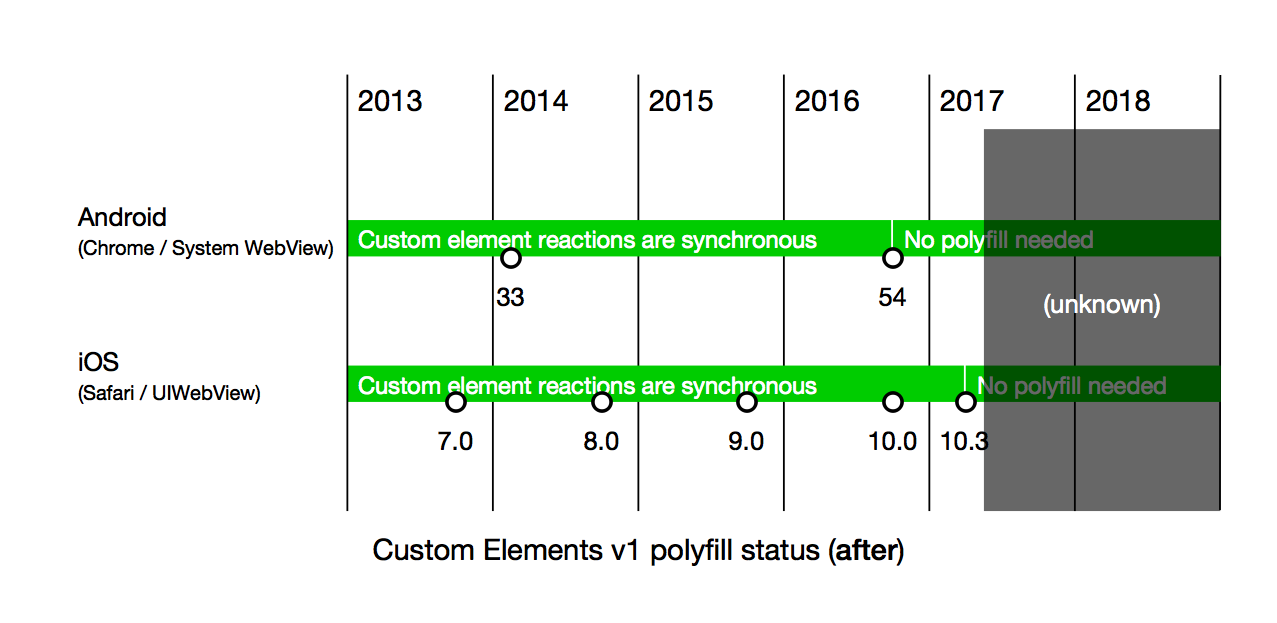 2013 2014 2015 2016 2017 2018
Android
(Chrome / System WebView)
Custom element reactions are synchronous
No polyfill needed
33 54
(unknown)
iOS
(Safari / UIWebView)
Custom element reactions are synchronous
No polyfill needed
7.0 8.0 9.0 10.0 10.3
Custom Elements v1 polyfill status (after)